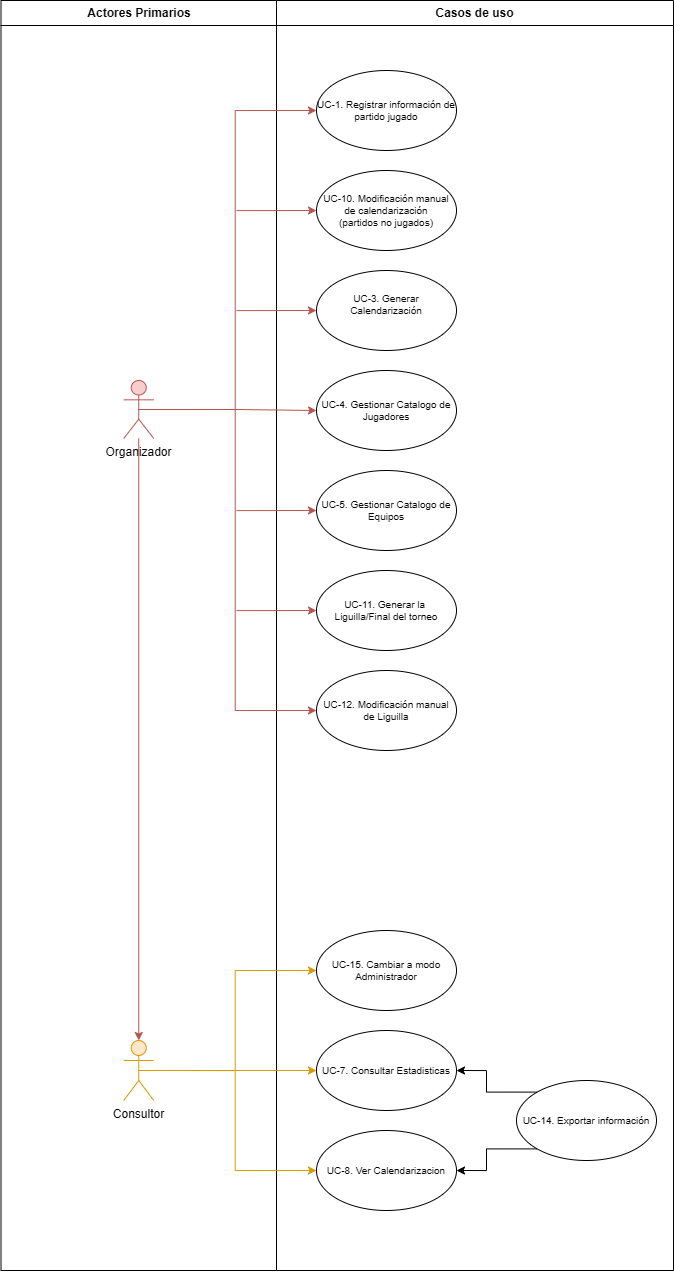 Actores Primarios
Casos de uso
UC-1. Registrar información de
partido jugado
UC-10. Modificación manual
de calendarización
(partidos no jugados)
UC-3. Generar
Calendarización
UC-4. Gestionar Catalogo de
Jugadores
Organizador
UC-5. Gestionar Catalogo de
Equipos
UC-11. Generar la
Liguilla/Final del torneo
UC-12. Modificación manual
de Liguilla
UC-15. Cambiar a modo
Administrador
UC-7. Consultar Estadisticas
Consultor
UC-14. Exportar información
UC-8. Ver Calendarizacion